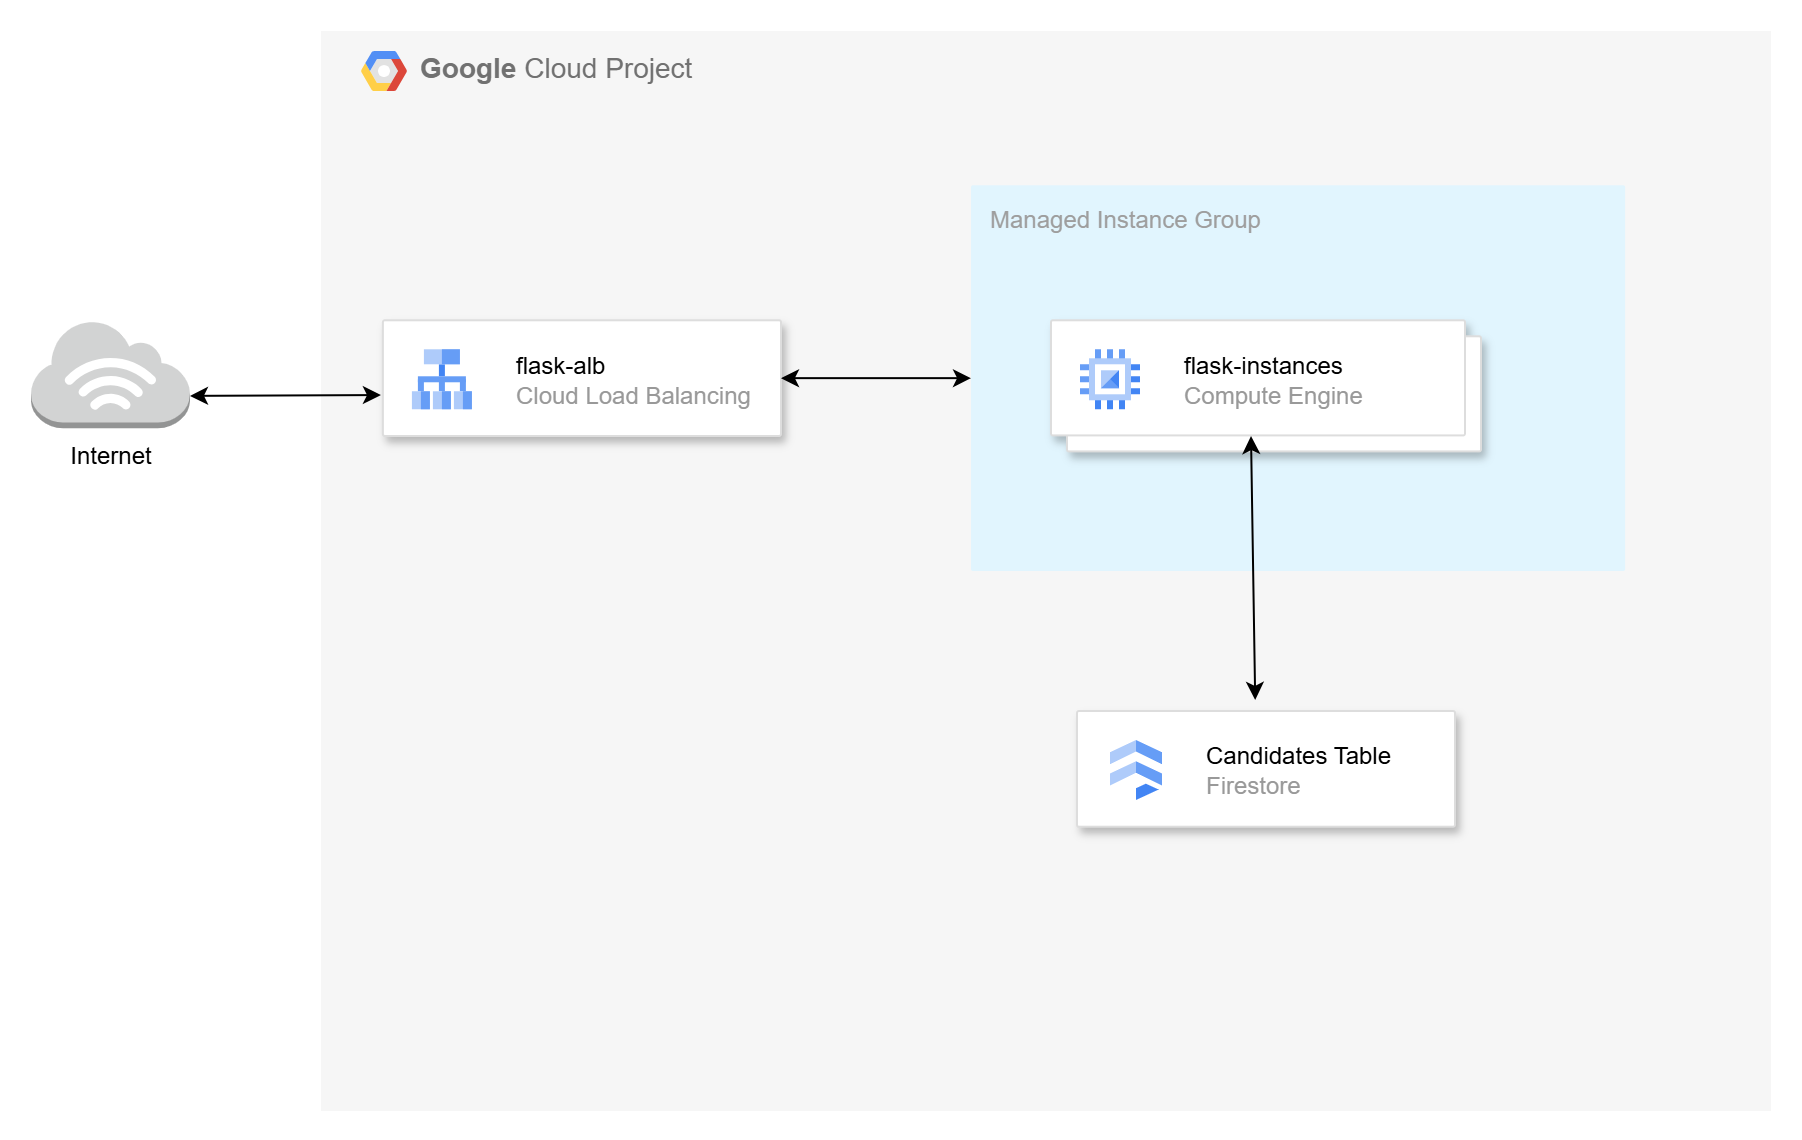 Google Cloud Project
Managed Instance Group
flask-alb
Cloud Load Balancing
flask-instances
Compute Engine
Internet
Candidates Table
Firestore